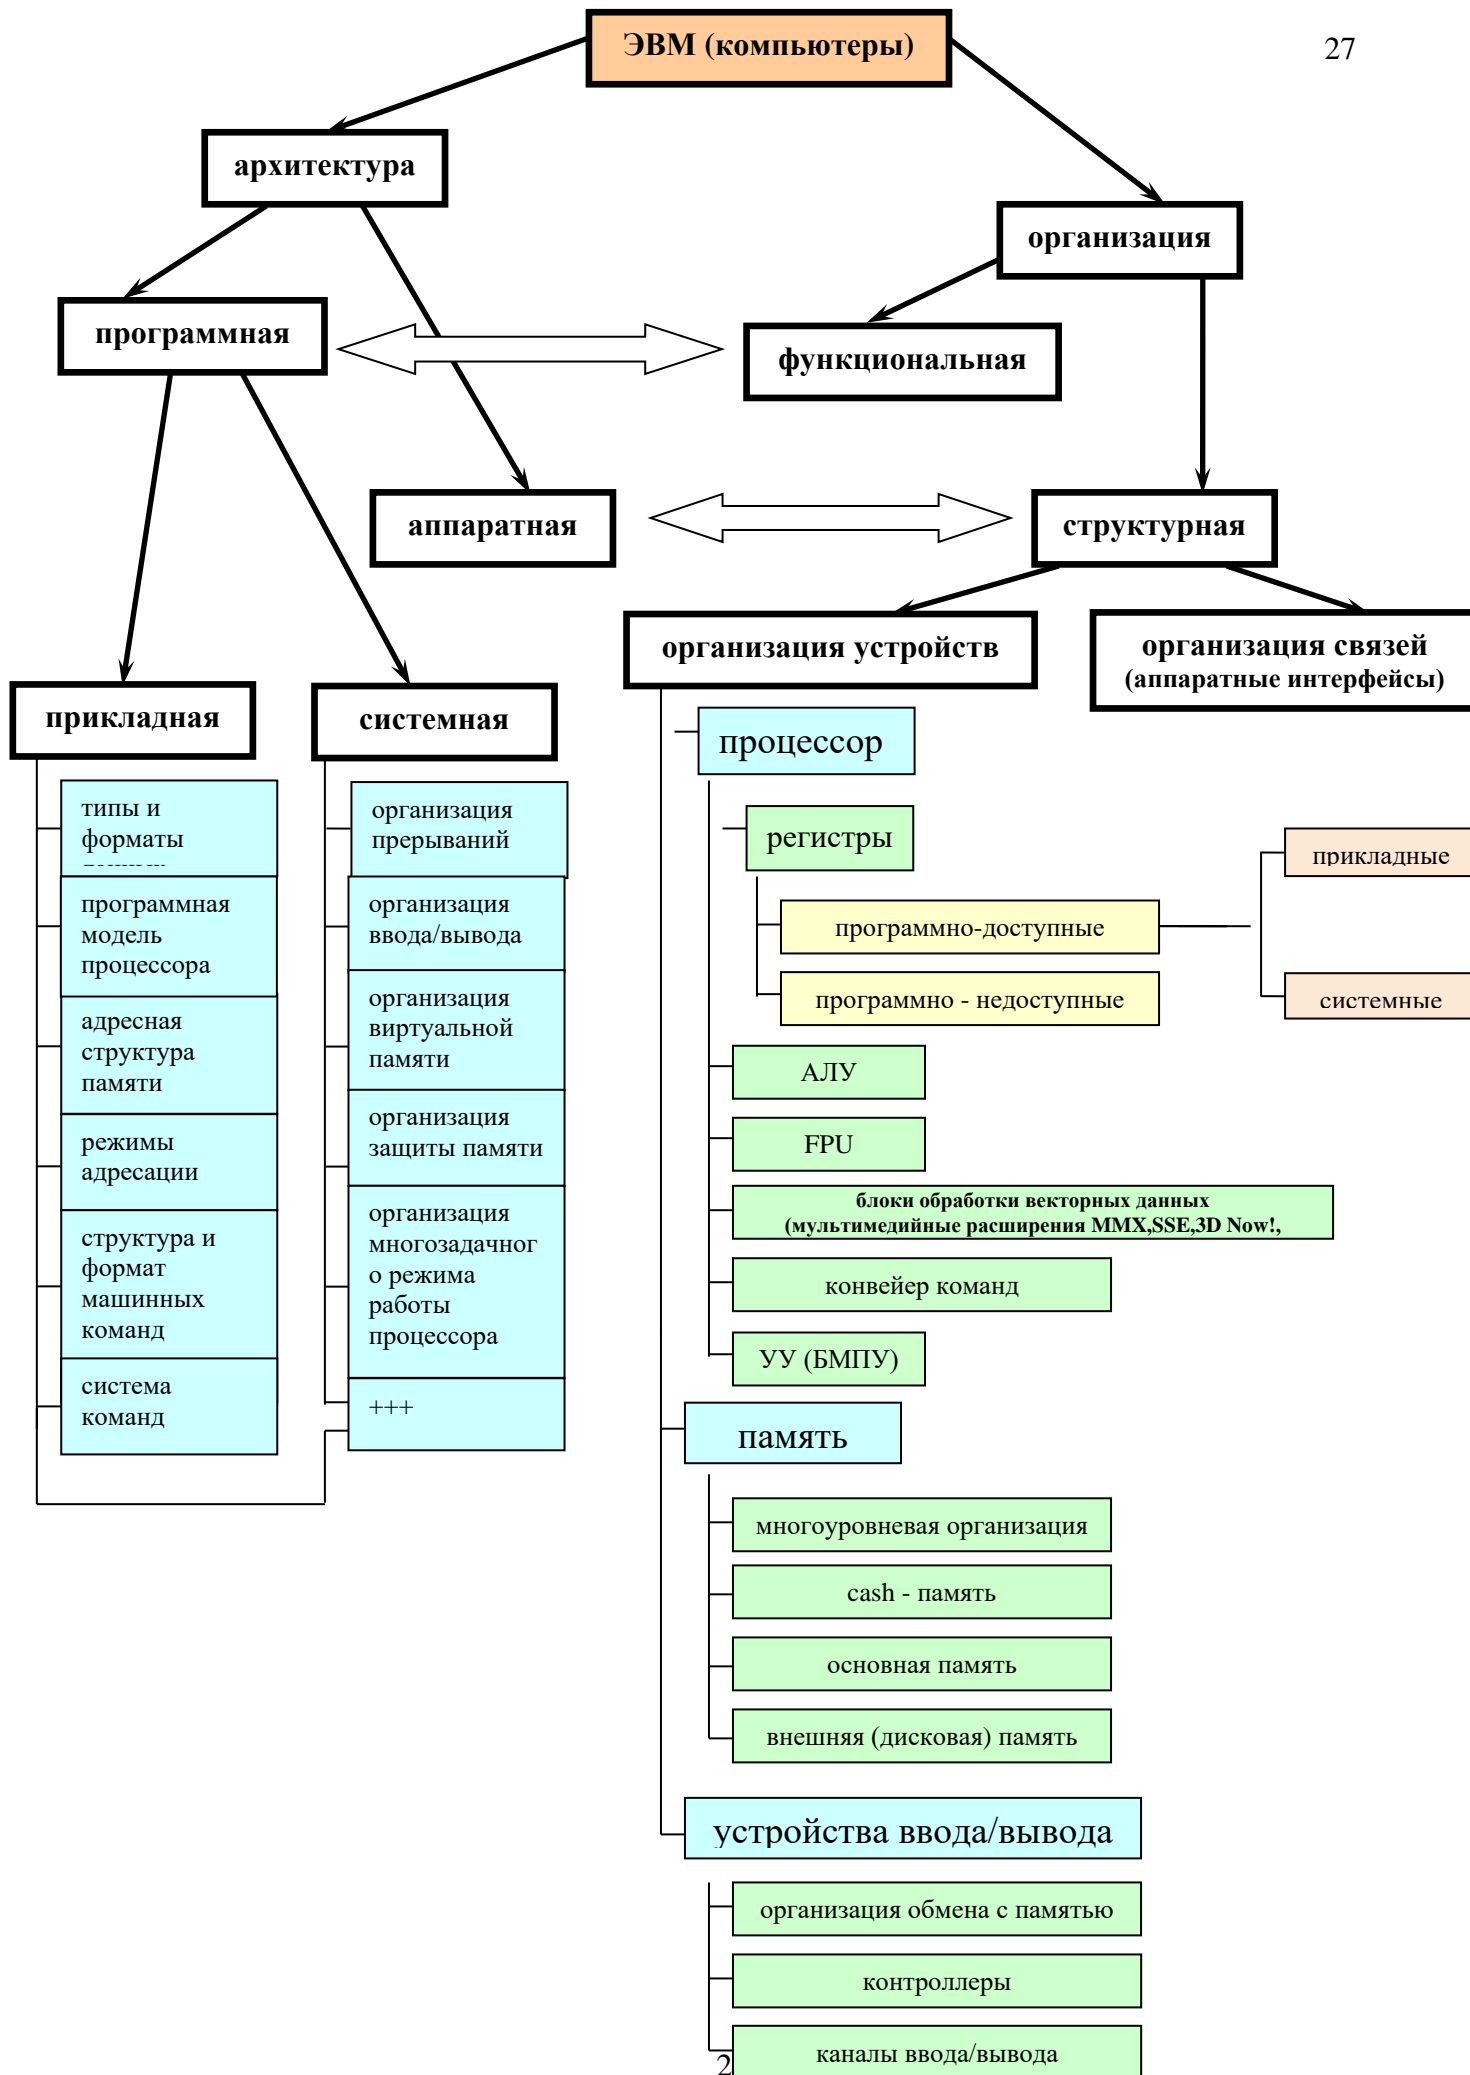 ЭВМ (компьютеры)
27
архитектура
организация
программная
функциональная
аппаратная
структурная
организация устройств
организация связей
(аппаратные интерфейсы)
прикладная
системная
типы и
форматы
программная
модель
процессора
адресная
структура
памяти
режимы
адресации
структура и
формат
машинных
команд
система
команд
организация
прерываний
организация
ввода/вывода
организация
виртуальной
памяти
организация
защиты памяти
организация
многозадачног
о режима
работы
процессора
+++
процессор
регистры
программно-доступные
программно - недоступные
прикладные
системные
АЛУ
FPU
блоки обработки векторных данных
(мультимедийные расширения MMX,SSE,3D Now!,
конвейер команд
УУ (БМПУ)
память
многоуровневая организация
cash - память
основная память
внешняя (дисковая) память
устройства ввода/вывода
организация обмена с памятью
контроллеры
каналы ввода/вывода
2